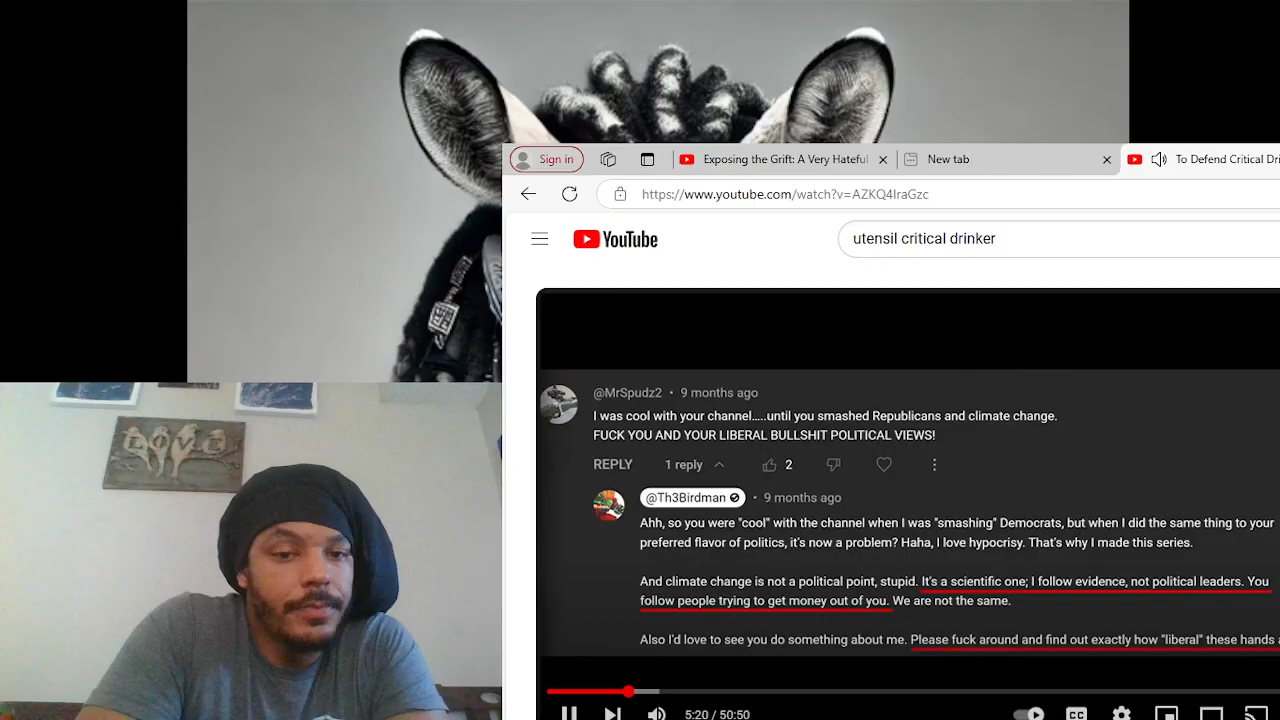 Sign in
Exposing the Grift: A Very Hateful
New tab
To Defend Critical Dri
https://www.youtube.com/watch?v=AZKQ4IraGzc
YouTube
utensil critical drinker
@MrSpudz2 • 9 months ago
I was cool with your channel.....until you smashed Republicans and climate change.
FUCK YOU AND YOUR LIBERAL BULLSHIT POLITICAL VIEWS!
REPLY 1 reply 2
@Th3Birdman • 9 months ago
Ahh, so you were "cool" with the channel when I was "smashing" Democrats, but when I did the same thing to your
preferred flavor of politics, it's now a problem? Haha, I love hypocrisy. That's why I made this series.
And climate change is not a political point, stupid. It's a scientific one; I follow evidence, not political leaders. You
follow people trying to get money out of you. We are not the same.
Also I'd love to see you do something about me. Please fuck around and find out exactly how "liberal" these hands
LOVE
5:20 / 50:50
CC